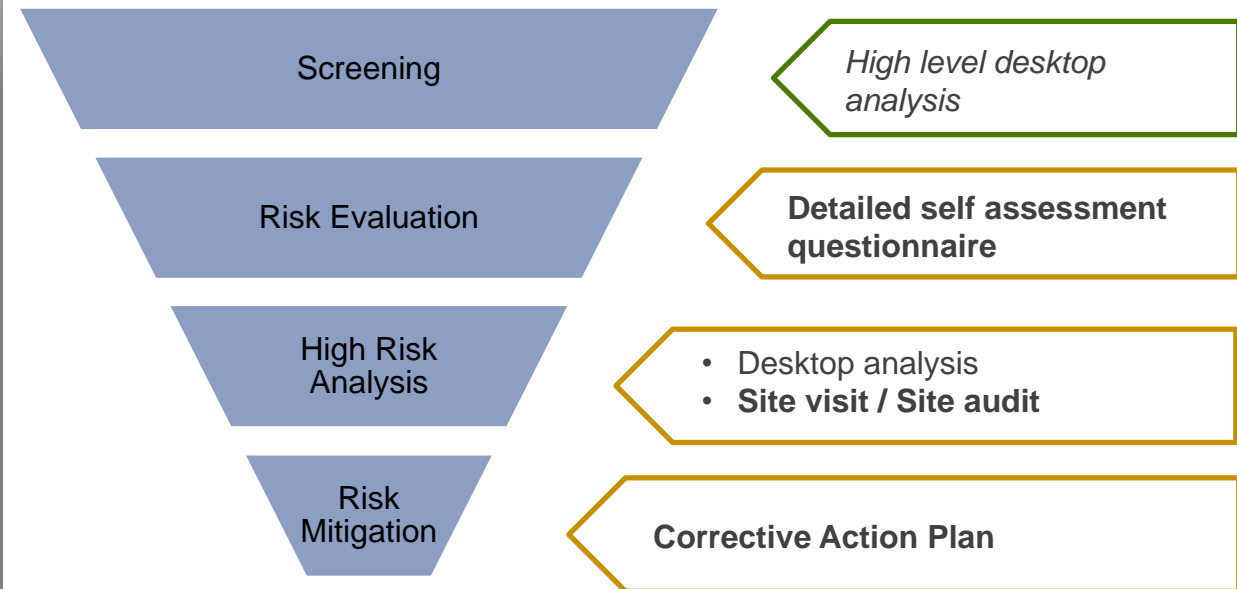 Screening
High level desktop
analysis
Risk Evaluation
Detailed self assessment
questionnaire
High Risk
Analysis
• Desktop analysis
• Site visit / Site audit
Risk
Mitigation
Corrective Action Plan